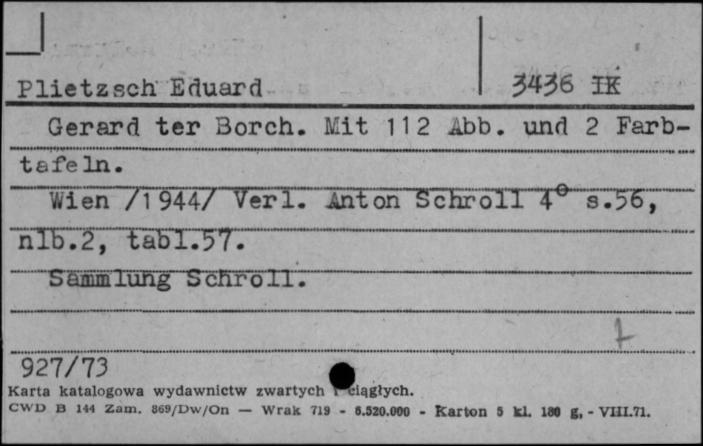 Plietzsch Eduard 3436 IK
Gerard ter Borch. Mit 112 Abb. und 2 Farb-
tafeln.
Wien /1944/ Verl. Anton Schroll 4° s.56,
nlb.2, tabl.57.
Sammlung Schroll.
927/73
Karta katalogowa wydawnictw zwartych i ciągłych.
CWD B 144 Zam. 869/Dw/On — Wrak 719 - 6.520.000 - Karton 5 kl. 180 g, - VIII.71.